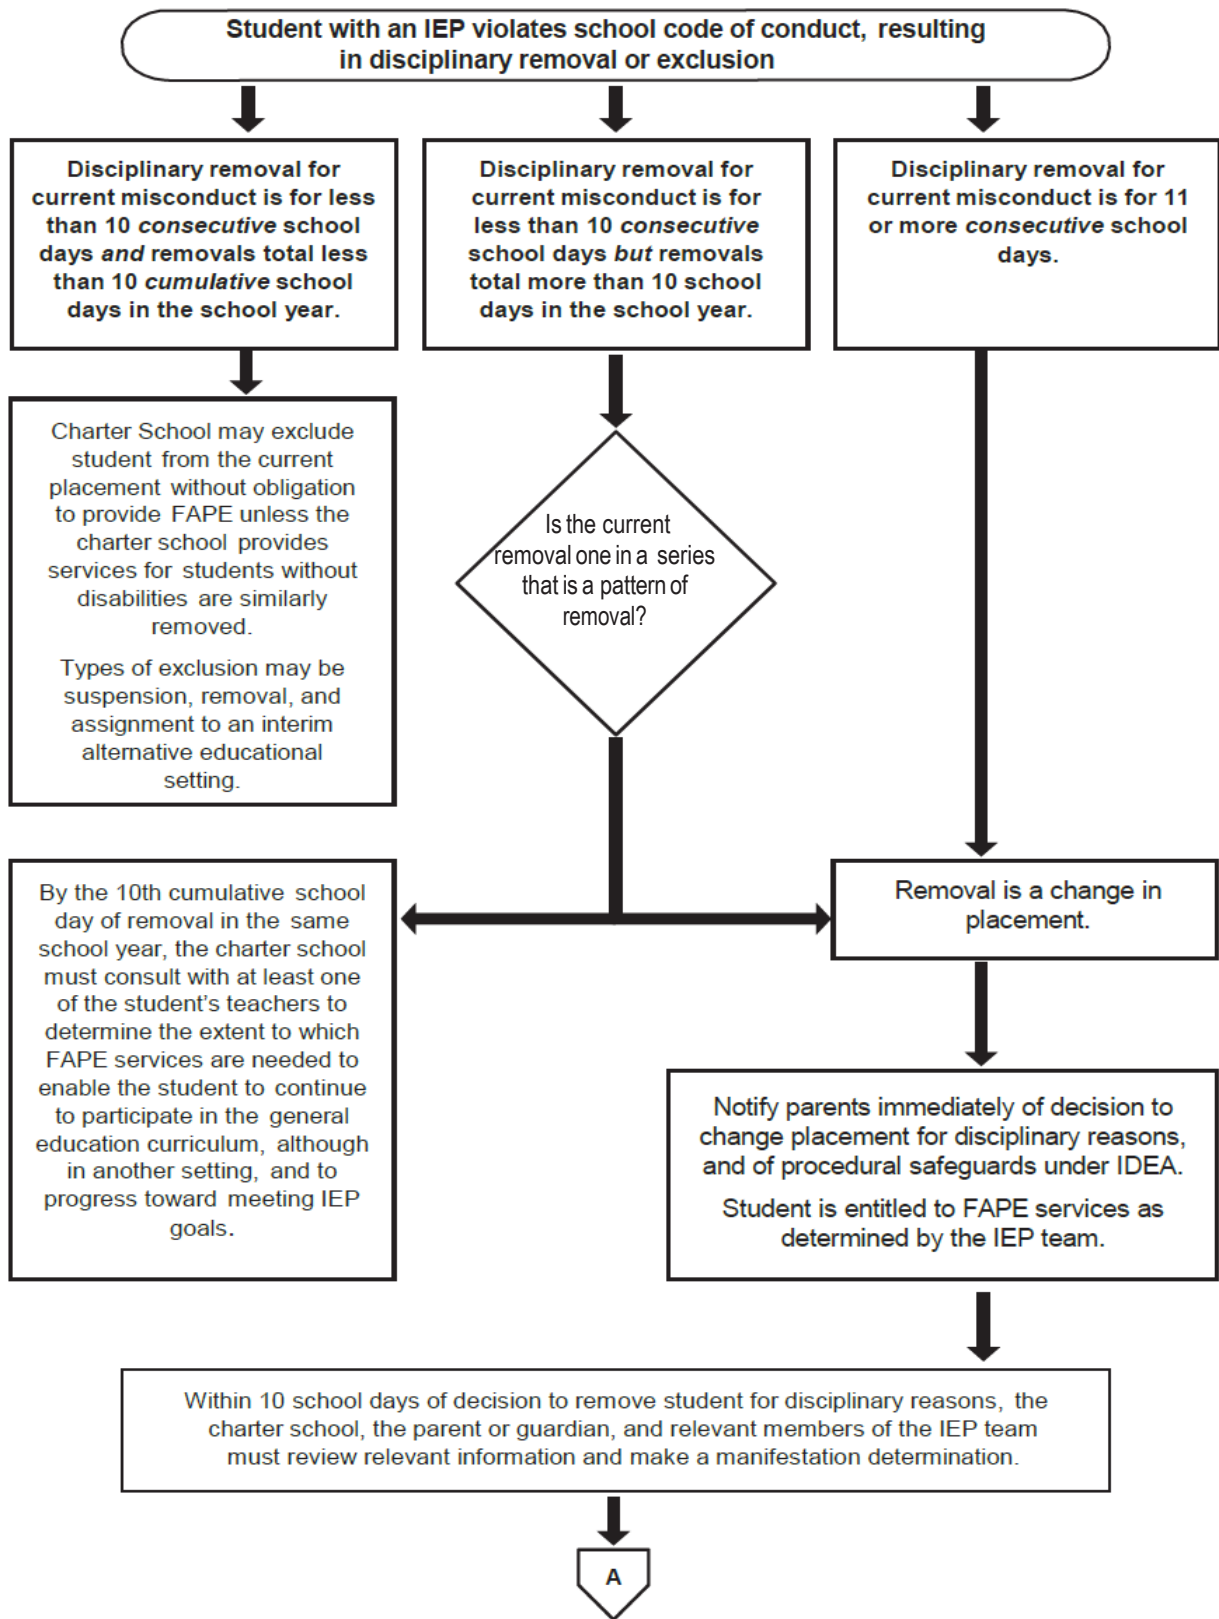 Student with an IEP violates school code of conduct, resulting
in disciplinary removal or exclusion
Disciplinary removal for
current misconduct is for less
than 10 consecutive school
days and removals total less
than 10 cumulative school
days in the school year.
Disciplinary removal for
current misconduct is for
less than 10 consecutive
school days but removals
total more than 10 school
days in the school year.
Disciplinary removal for
current misconduct is for 11
or more consecutive school
days.
Charter School may exclude
student from the current
placement without obligation
to provide FAPE unless the
charter school provides
services for students without
disabilities are similarly
removed.
Types of exclusion may be
suspension, removal, and
assignment to an interim
alternative educational
setting.
Is the current
removal one in a series
that is a pattern of
removal?
By the 10th cumulative school
day of removal in the same
school year, the charter school
must consult with at least one
of the student's teachers to
determine the extent to which
FAPE services are needed to
enable the student to continue
to participate in the general
education curriculum, although
in another setting, and to
progress toward meeting IEP
goals.
Removal is a change in
placement.
Notify parents immediately of decision to
change placement for disciplinary reasons,
and of procedural safeguards under IDEA.
Student is entitled to FAPE services as
determined by the IEP team.
Within 10 school days of decision to remove student for disciplinary reasons, the
charter school, the parent or guardian, and relevant members of the IEP team
must review relevant information and make a manifestation determination.
A